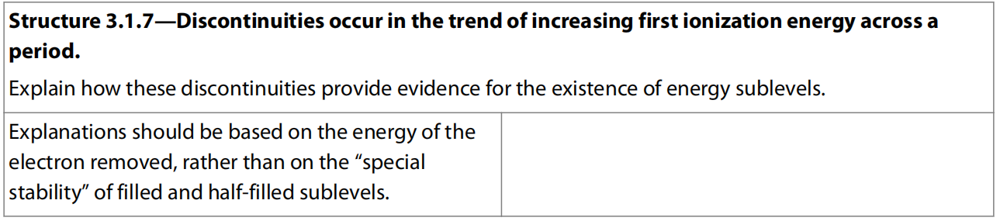 Structure 3.1.7—Discontinuities occur in the trend of increasing first ionization energy across a
period.
Explain how these discontinuities provide evidence for the existence of energy sublevels.
Explanations should be based on the energy of the
electron removed, rather than on the “special
stability” of filled and half-filled sublevels.